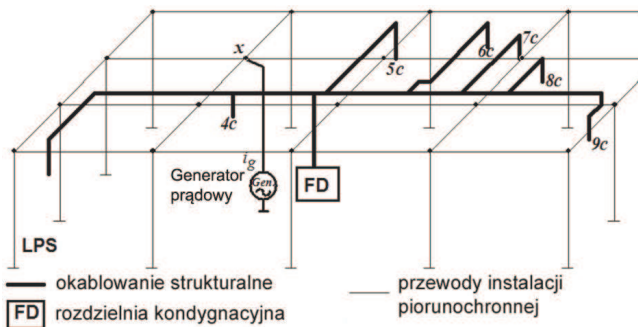 x
5c
6c
7c
8c
4c
9c
i_g
Generator
prądowy
Gen.
FD
LPS
okablowanie strukturalne
przewody instalacji
piorunochronnej
FD rozdzielnia kondygnacyjna